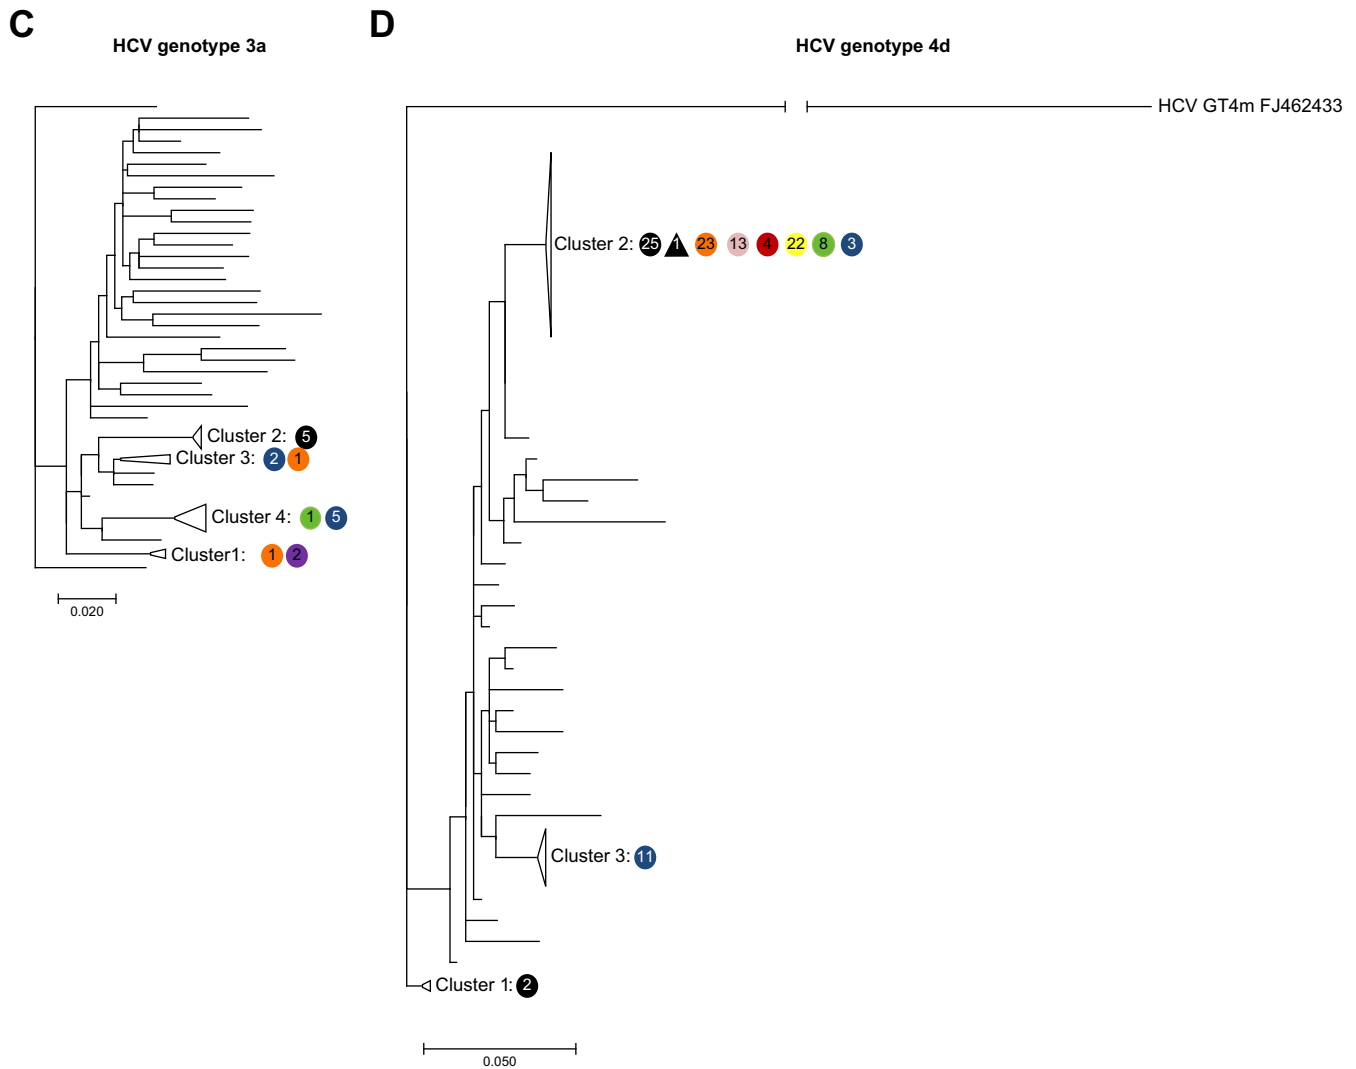 C
HCV genotype 3a
Cluster 2: 5
Cluster 3: 2 1
Cluster 4: 1 5
Cluster1: 1 2
0.020
D
HCV genotype 4d
HCV GT4m FJ462433
Cluster 2: 25 1 23 13 4 22 8 3
Cluster 3: 11
Cluster 1: 2
0.050